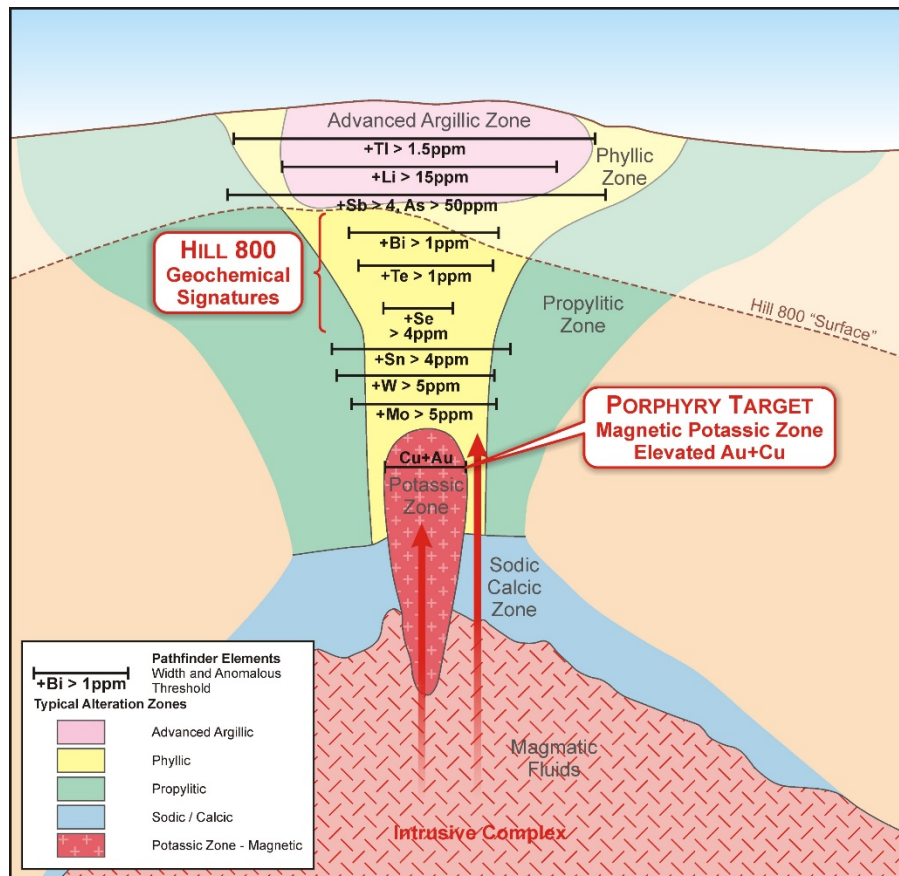 Advanced Argillic Zone
+Tl > 1.5ppm
Phyllic
Zone
+Li > 15ppm
+Sb > 4, As > 50ppm
HILL 800
Geochemical
Signatures
+Bi > 1ppm
+Te > 1ppm
Propylitic
Zone
Hill 800 "Surface"
+Se
> 4ppm
+Sn > 4ppm
+W > 5ppm
+Mo > 5ppm
PORPHYRY TARGET
Magnetic Potassic Zone
Elevated Au+Cu
Cu+Au
Potassic
Zone
Sodic
Calcic
Zone
Magmatic
Fluids
Intrusive Complex
+Bi > 1ppm
Pathfinder Elements
Width and Anomalous
Threshold
Typical Alteration Zones
Advanced Argillic
Phyllic
Propylitic
Sodic / Calcic
Potassic Zone - Magnetic